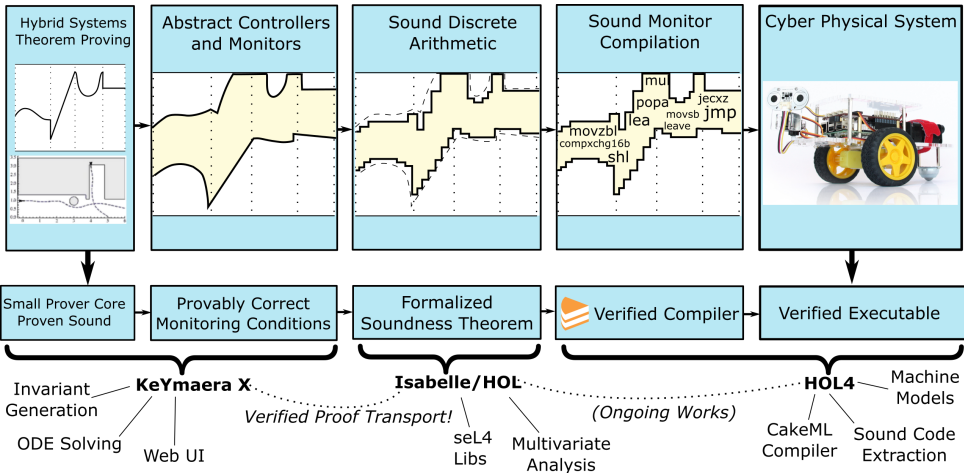 Hybrid Systems
Theorem Proving
Abstract Controllers
and Monitors
Sound Discrete
Arithmetic
Sound Monitor
Compilation
Cyber Physical System
mul
popa
lea
movsb
leave
jecxz
jmp
movzbl
compxchg16b
shl
Small Prover Core
Proven Sound
Provably Correct
Monitoring Conditions
Formalized
Soundness Theorem
Verified Compiler
Verified Executable
Invariant
Generation
KeYmaera X
Isabelle/HOL
HOL4
Machine
Models
Verified Proof Transport!
(Ongoing Works)
ODE Solving
Web UI
seL4
Libs
Multivariate
Analysis
CakeML
Compiler
Sound Code
Extraction